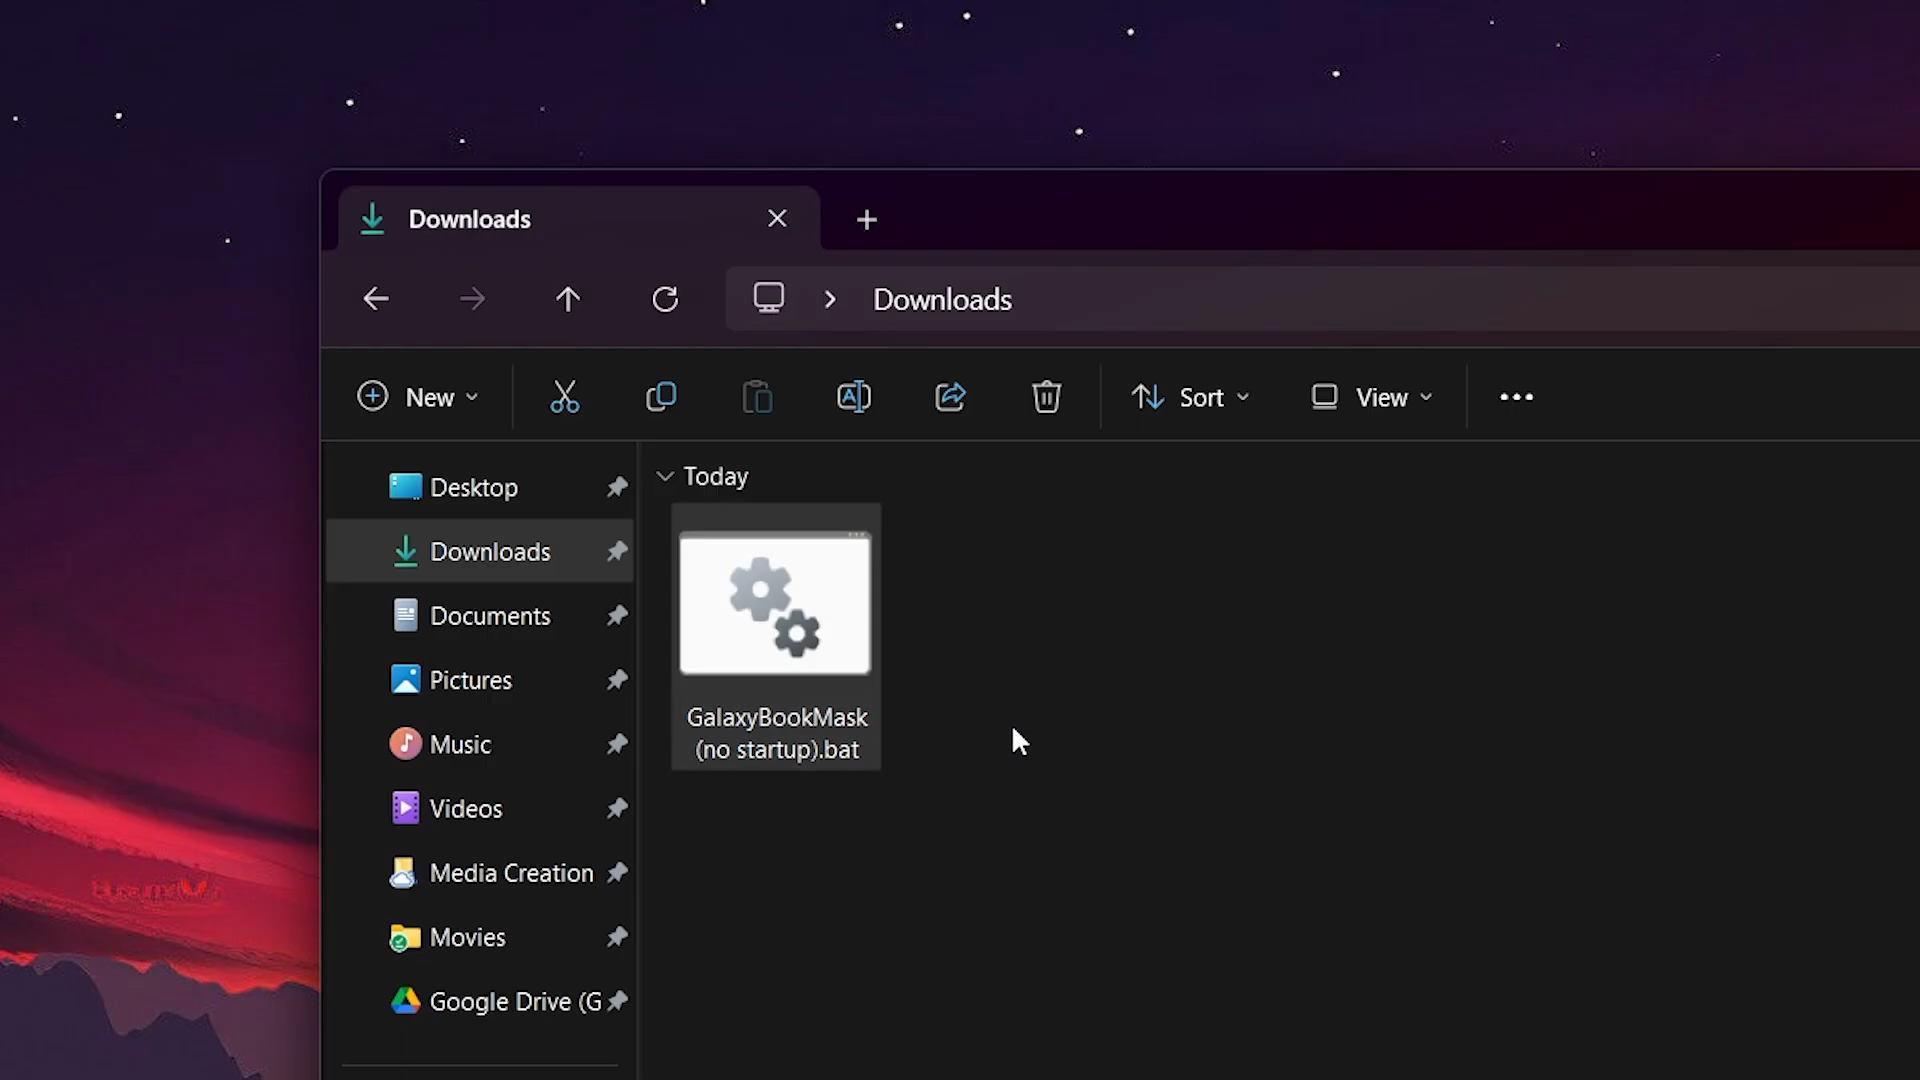 Downloads
Downloads
New
Sort
View
Desktop
Downloads
Documents
Pictures
Music
Videos
Media Creation
Movies
Google Drive (G
Today
GalaxyBookMask
(no startup).bat